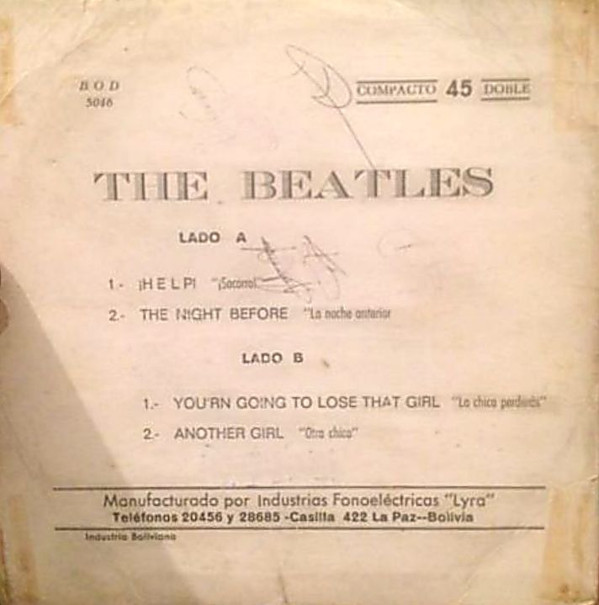 BOD
5046
COMPACTO 45 DOBLE
THE BEATLES
LADO A
1.- ¡HELP! "¡Socorro!"
2.- THE NIGHT BEFORE "La noche anterior
LADO B
1.- YOU'RN GOING TO LOSE THAT GIRL "La chica perderás"
2.- ANOTHER GIRL "Otra chica"
Manufacturado por Industrias Fonoeléctricas "Lyra"
Teléfonos 20456 y 28685 -Casilla 422 La Paz--Bolivia
Industria Boliviana